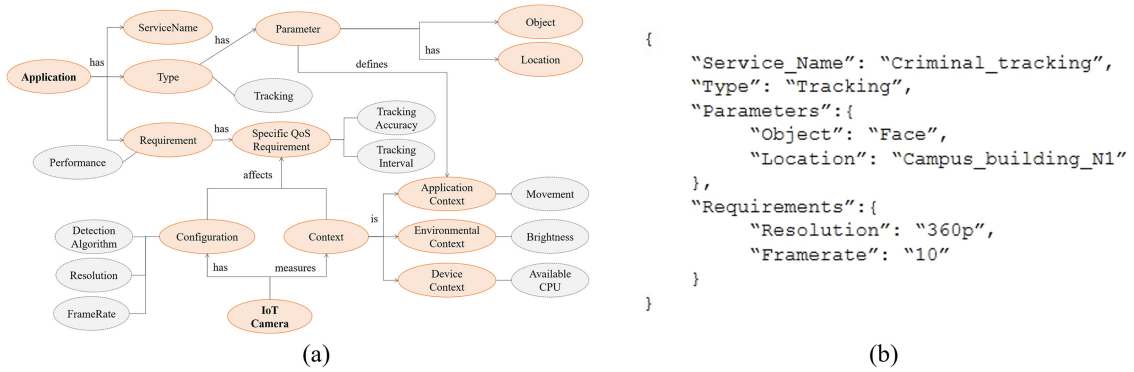 Application
has
ServiceName
Type
has
Parameter
has
Object
Location
defines
Tracking
Requirement
has
Specific QoS
Requirement
Tracking
Accuracy
Tracking
Interval
Performance
affects
Application
Context
Movement
Detection
Algorithm
Configuration
Context
is
Environmental
Context
Brightness
Resolution
has
measures
Device
Context
Available
CPU
FrameRate
IoT
Camera
(a)
{
“Service_Name”: “Criminal_tracking”,
“Type”: “Tracking”,
“Parameters”:{
“Object”: “Face”,
“Location”: “Campus_building_N1”
},
“Requirements”:{
“Resolution”: “360p”,
“Framerate”: “10”
}
}
(b)